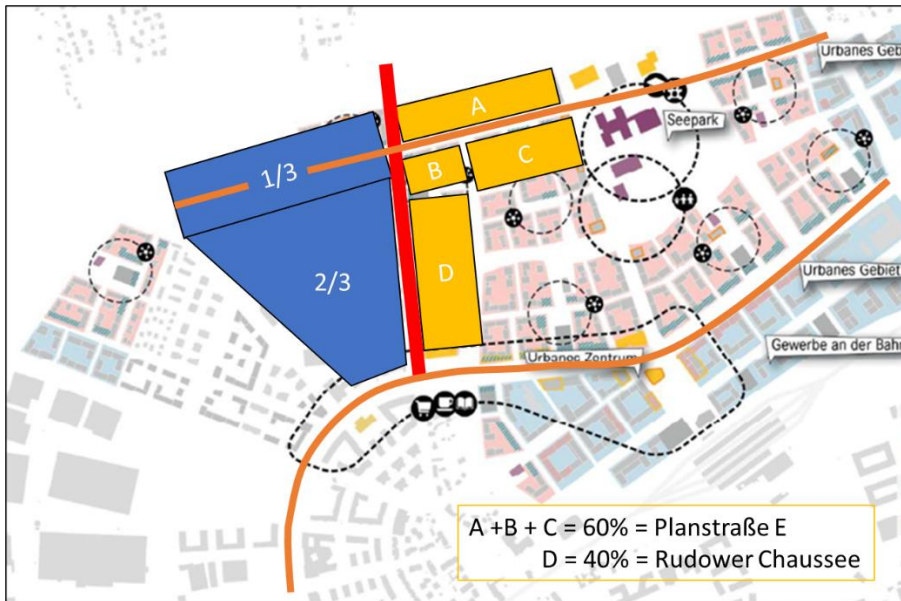 Urbanes Geb
A
Seepark
B
C
1/3
D
2/3
Urbanes Gebiet
Gewerbe an der Bahn
Urbanes Zentrum
A +B + C = 60% = Planstraße E
D = 40% = Rudower Chaussee